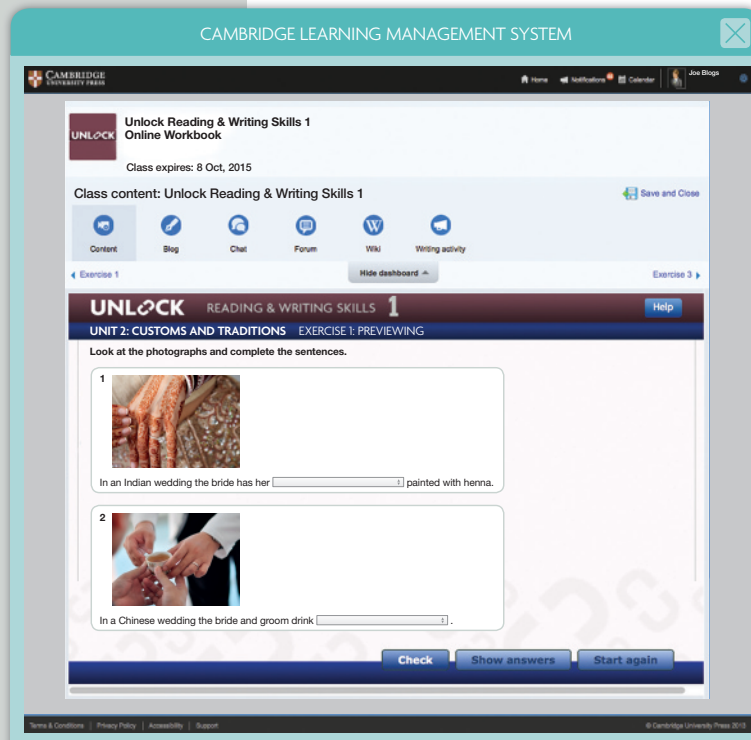 CAMBRIDGE LEARNING MANAGEMENT SYSTEM
CAMBRIDGE
UNIVERSITY PRESS
Home Notifications Calendar Joe Blogs
UNLOCK
Unlock Reading & Writing Skills 1
Online Workbook
Class expires: 8 Oct, 2015
Class content: Unlock Reading & Writing Skills 1
Save and Close
Content Blog Chat Forum Wiki Writing activity
Exercise 1 Hide dashboard Exercise 3
UNLOCK READING & WRITING SKILLS 1 Help
UNIT 2: CUSTOMS AND TRADITIONS EXERCISE 1: PREVIEWING
Look at the photographs and complete the sentences.
1
In an Indian wedding the bride has her painted with henna.
2
In a Chinese wedding the bride and groom drink .
Check Show answers Start again
Terms & Conditions | Privacy Policy | Accessibility | Support © Cambridge University Press 2013